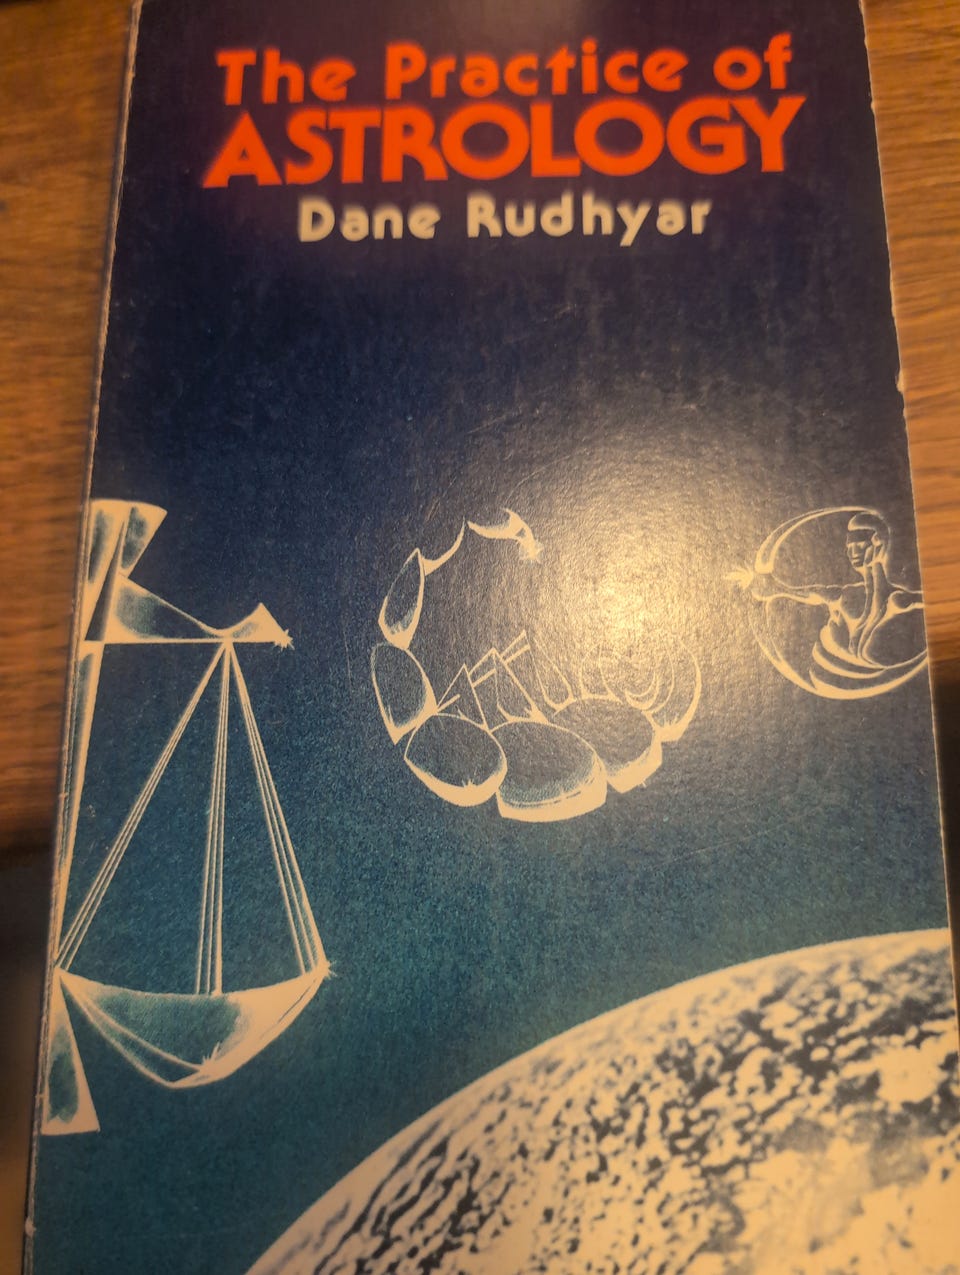 The Practice of
ASTROLOGY
Dane Rudhyar